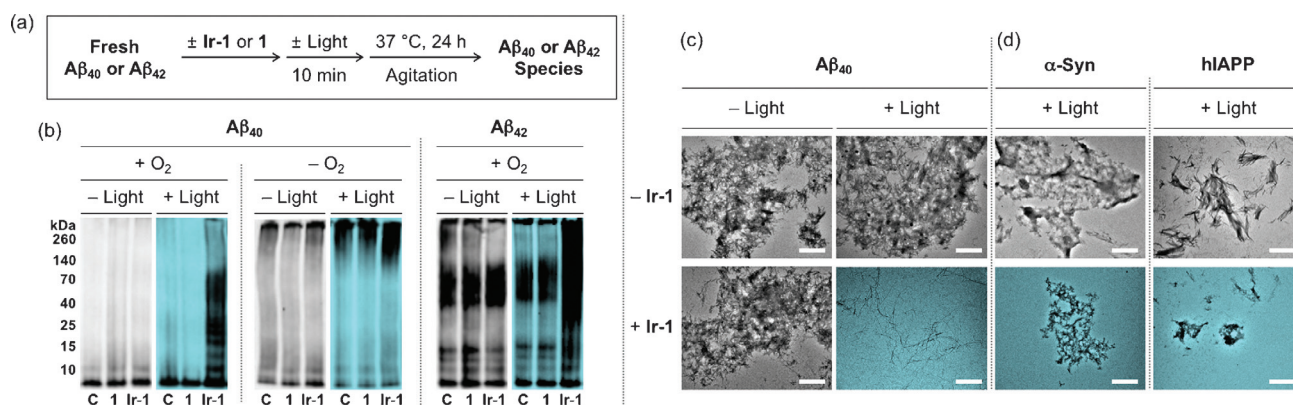 (a)
Fresh
Aβ₄₀ or Aβ₄₂
± Ir-1 or 1
± Light
10 min
37 °C, 24 h
Agitation
Aβ₄₀ or Aβ₄₂
Species
(b)
Aβ₄₀
Aβ₄₂
+ O₂
– O₂
+ O₂
– Light
+ Light
– Light
+ Light
– Light
+ Light
kDa
260
140
70
40
25
15
10
C 1 Ir-1
C 1 Ir-1
C 1 Ir-1
C 1 Ir-1
C 1 Ir-1
C 1 Ir-1
(c)
Aβ₄₀
– Light
+ Light
(d)
α-Syn
hIAPP
+ Light
+ Light
– Ir-1
+ Ir-1